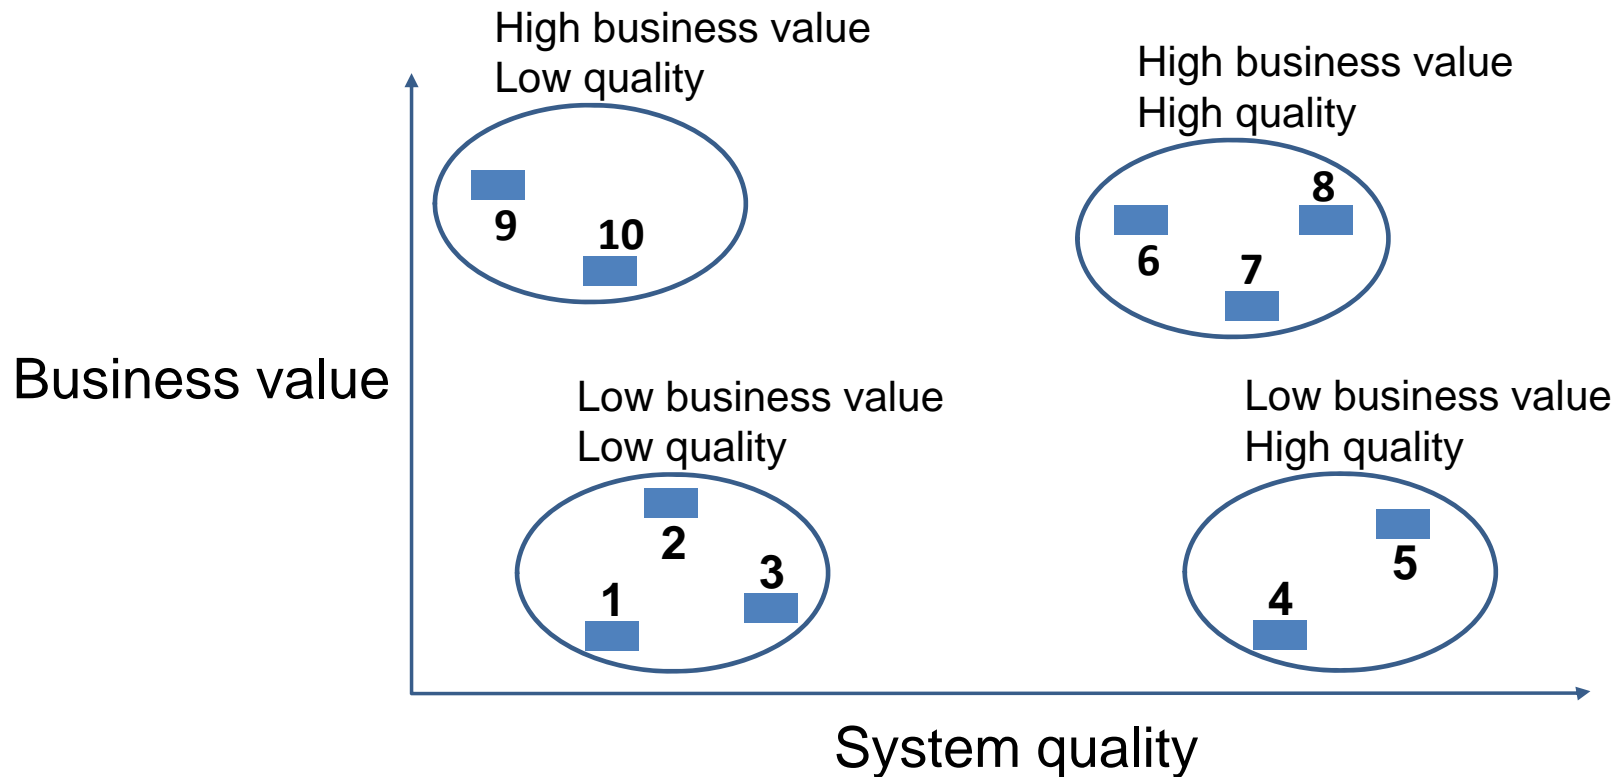 High business value
Low quality
High business value
High quality
9
10
8
6
7
Business value
Low business value
Low quality
Low business value
High quality
2
3
1
5
4
System quality